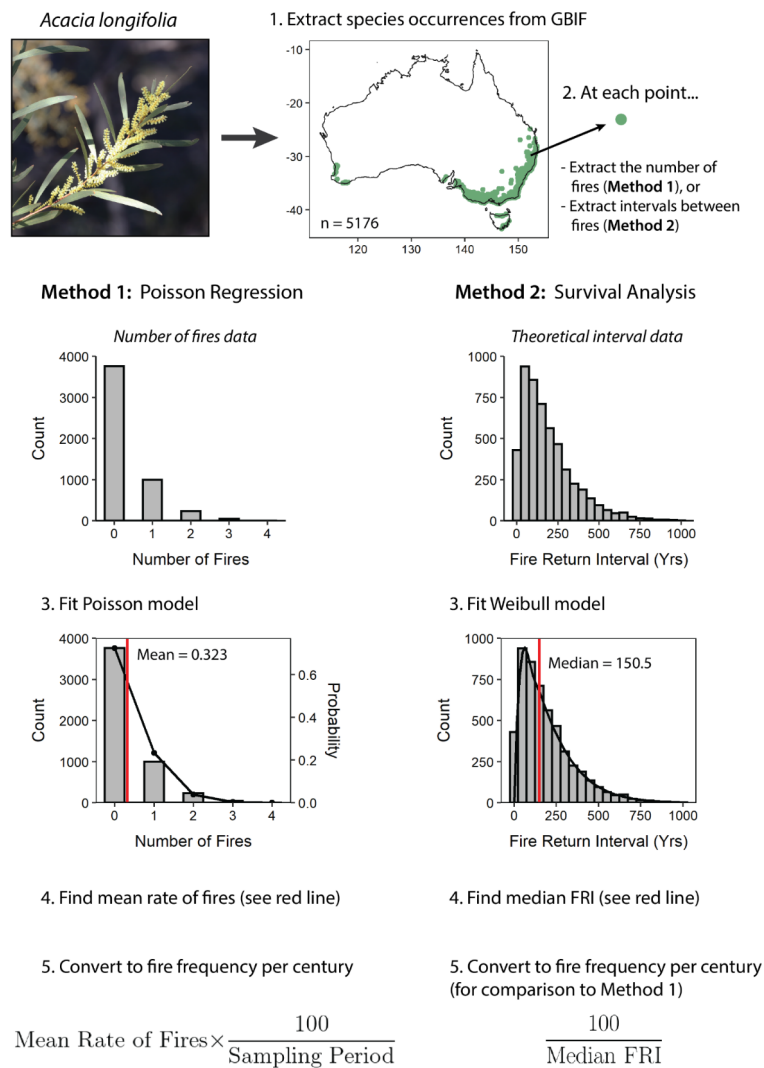 Acacia longifolia
1. Extract species occurrences from GBIF
-10
-20
-30
-40
n = 5176
120
130
140
150
2. At each point...
- Extract the number of
fires (Method 1), or
- Extract intervals between
fires (Method 2)
Method 1: Poisson Regression
Number of fires data
4000
3000
2000
1000
0
Count
0
1
2
3
4
Number of Fires
Method 2: Survival Analysis
Theoretical interval data
1000
750
500
250
0
Count
0
250
500
750
1000
Fire Return Interval (Yrs)
3. Fit Poisson model
4000
3000
2000
1000
0
Count
Mean = 0.323
0.6
0.4
0.2
0.0
Probability
0
1
2
3
4
Number of Fires
3. Fit Weibull model
1000
750
500
250
0
Count
Median = 150.5
0
250
500
750
1000
Fire Return Interval (Yrs)
4. Find mean rate of fires (see red line)
4. Find median FRI (see red line)
5. Convert to fire frequency per century
Mean Rate of Fires× 100
Sampling Period
5. Convert to fire frequency per century
(for comparison to Method 1)
100
Median FRI